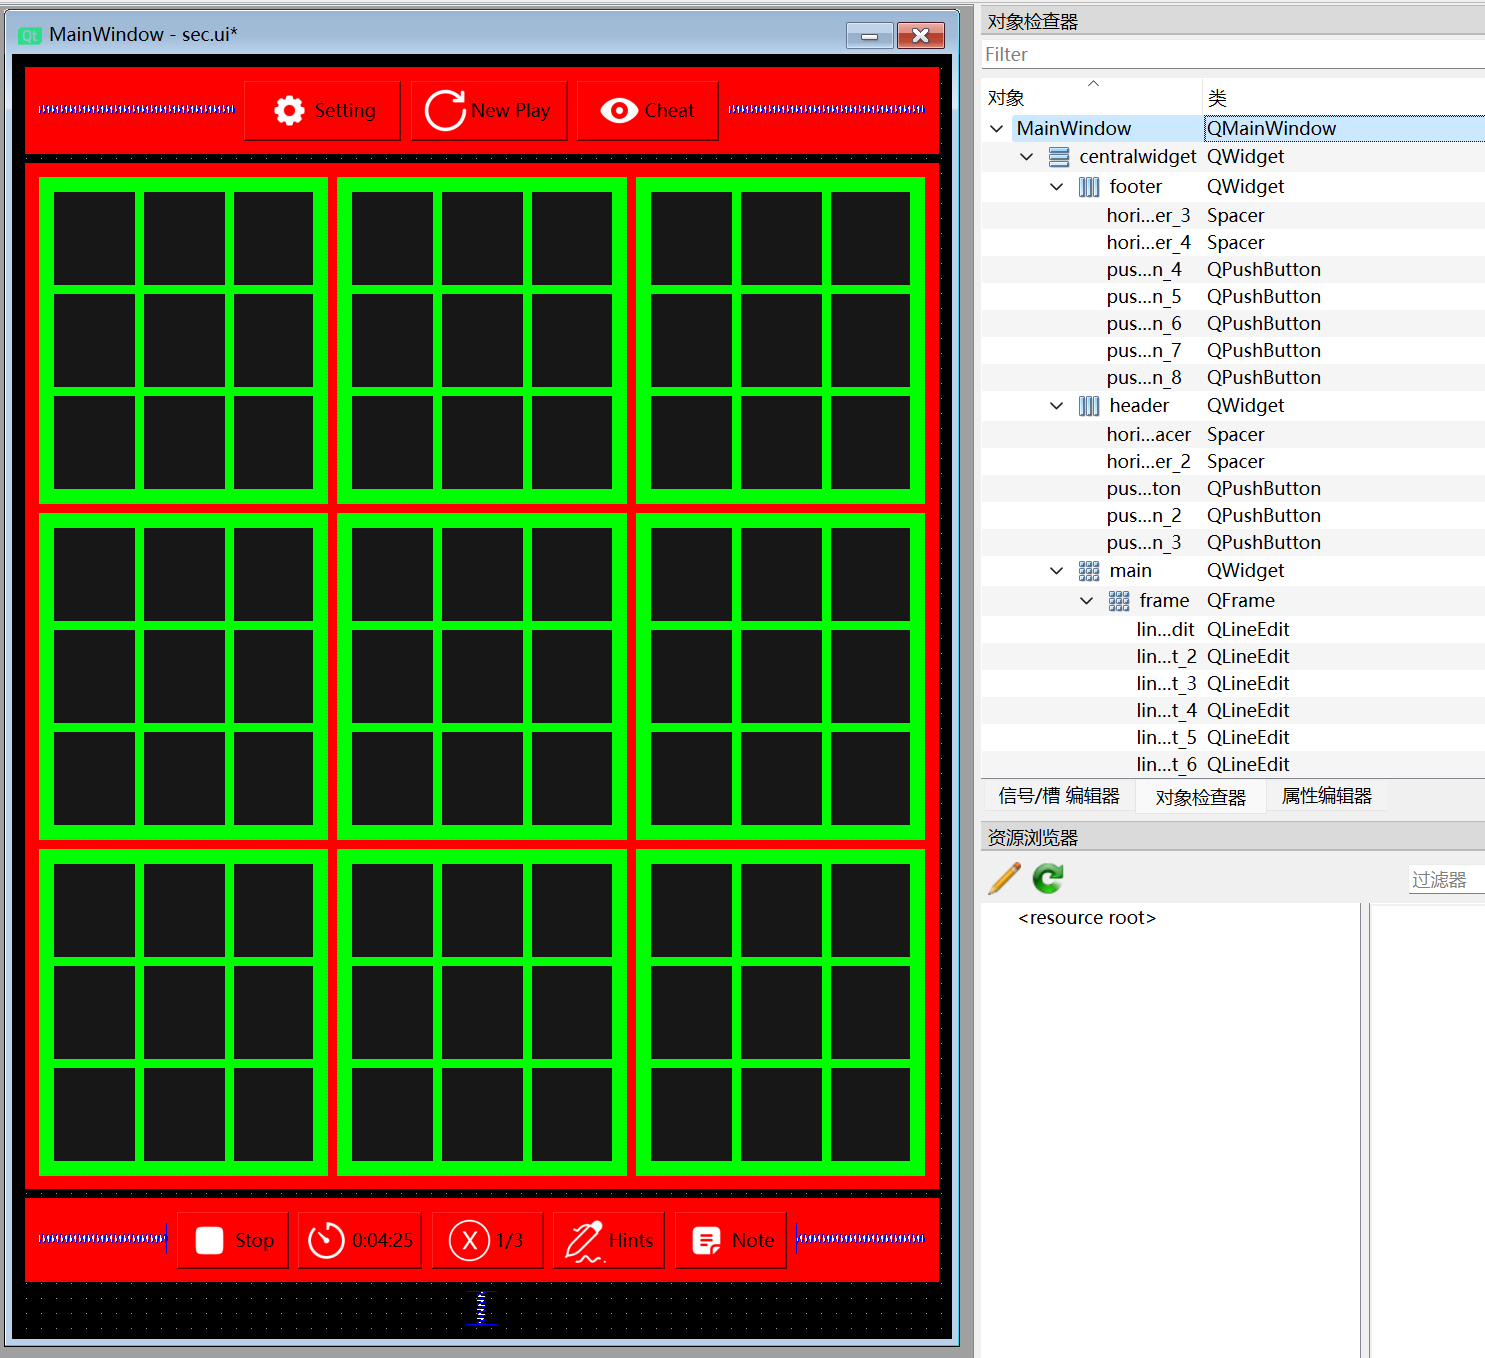 Qt MainWindow - sec.ui*
Setting
New Play
Cheat
Stop
0:04:25
X 1/3
Hints
Note
对象检查器
Filter
对象 类
MainWindow QMainWindow
centralwidget QWidget
footer QWidget
hori...er_3 Spacer
hori...er_4 Spacer
pus...n_4 QPushButton
pus...n_5 QPushButton
pus...n_6 QPushButton
pus...n_7 QPushButton
pus...n_8 QPushButton
header QWidget
hori...acer Spacer
hori...er_2 Spacer
pus...ton QPushButton
pus...n_2 QPushButton
pus...n_3 QPushButton
main QWidget
frame QFrame
lin...dit QLineEdit
lin...t_2 QLineEdit
lin...t_3 QLineEdit
lin...t_4 QLineEdit
lin...t_5 QLineEdit
lin...t_6 QLineEdit
信号/槽 编辑器 对象检查器 属性编辑器
资源浏览器
过滤器
<resource root>